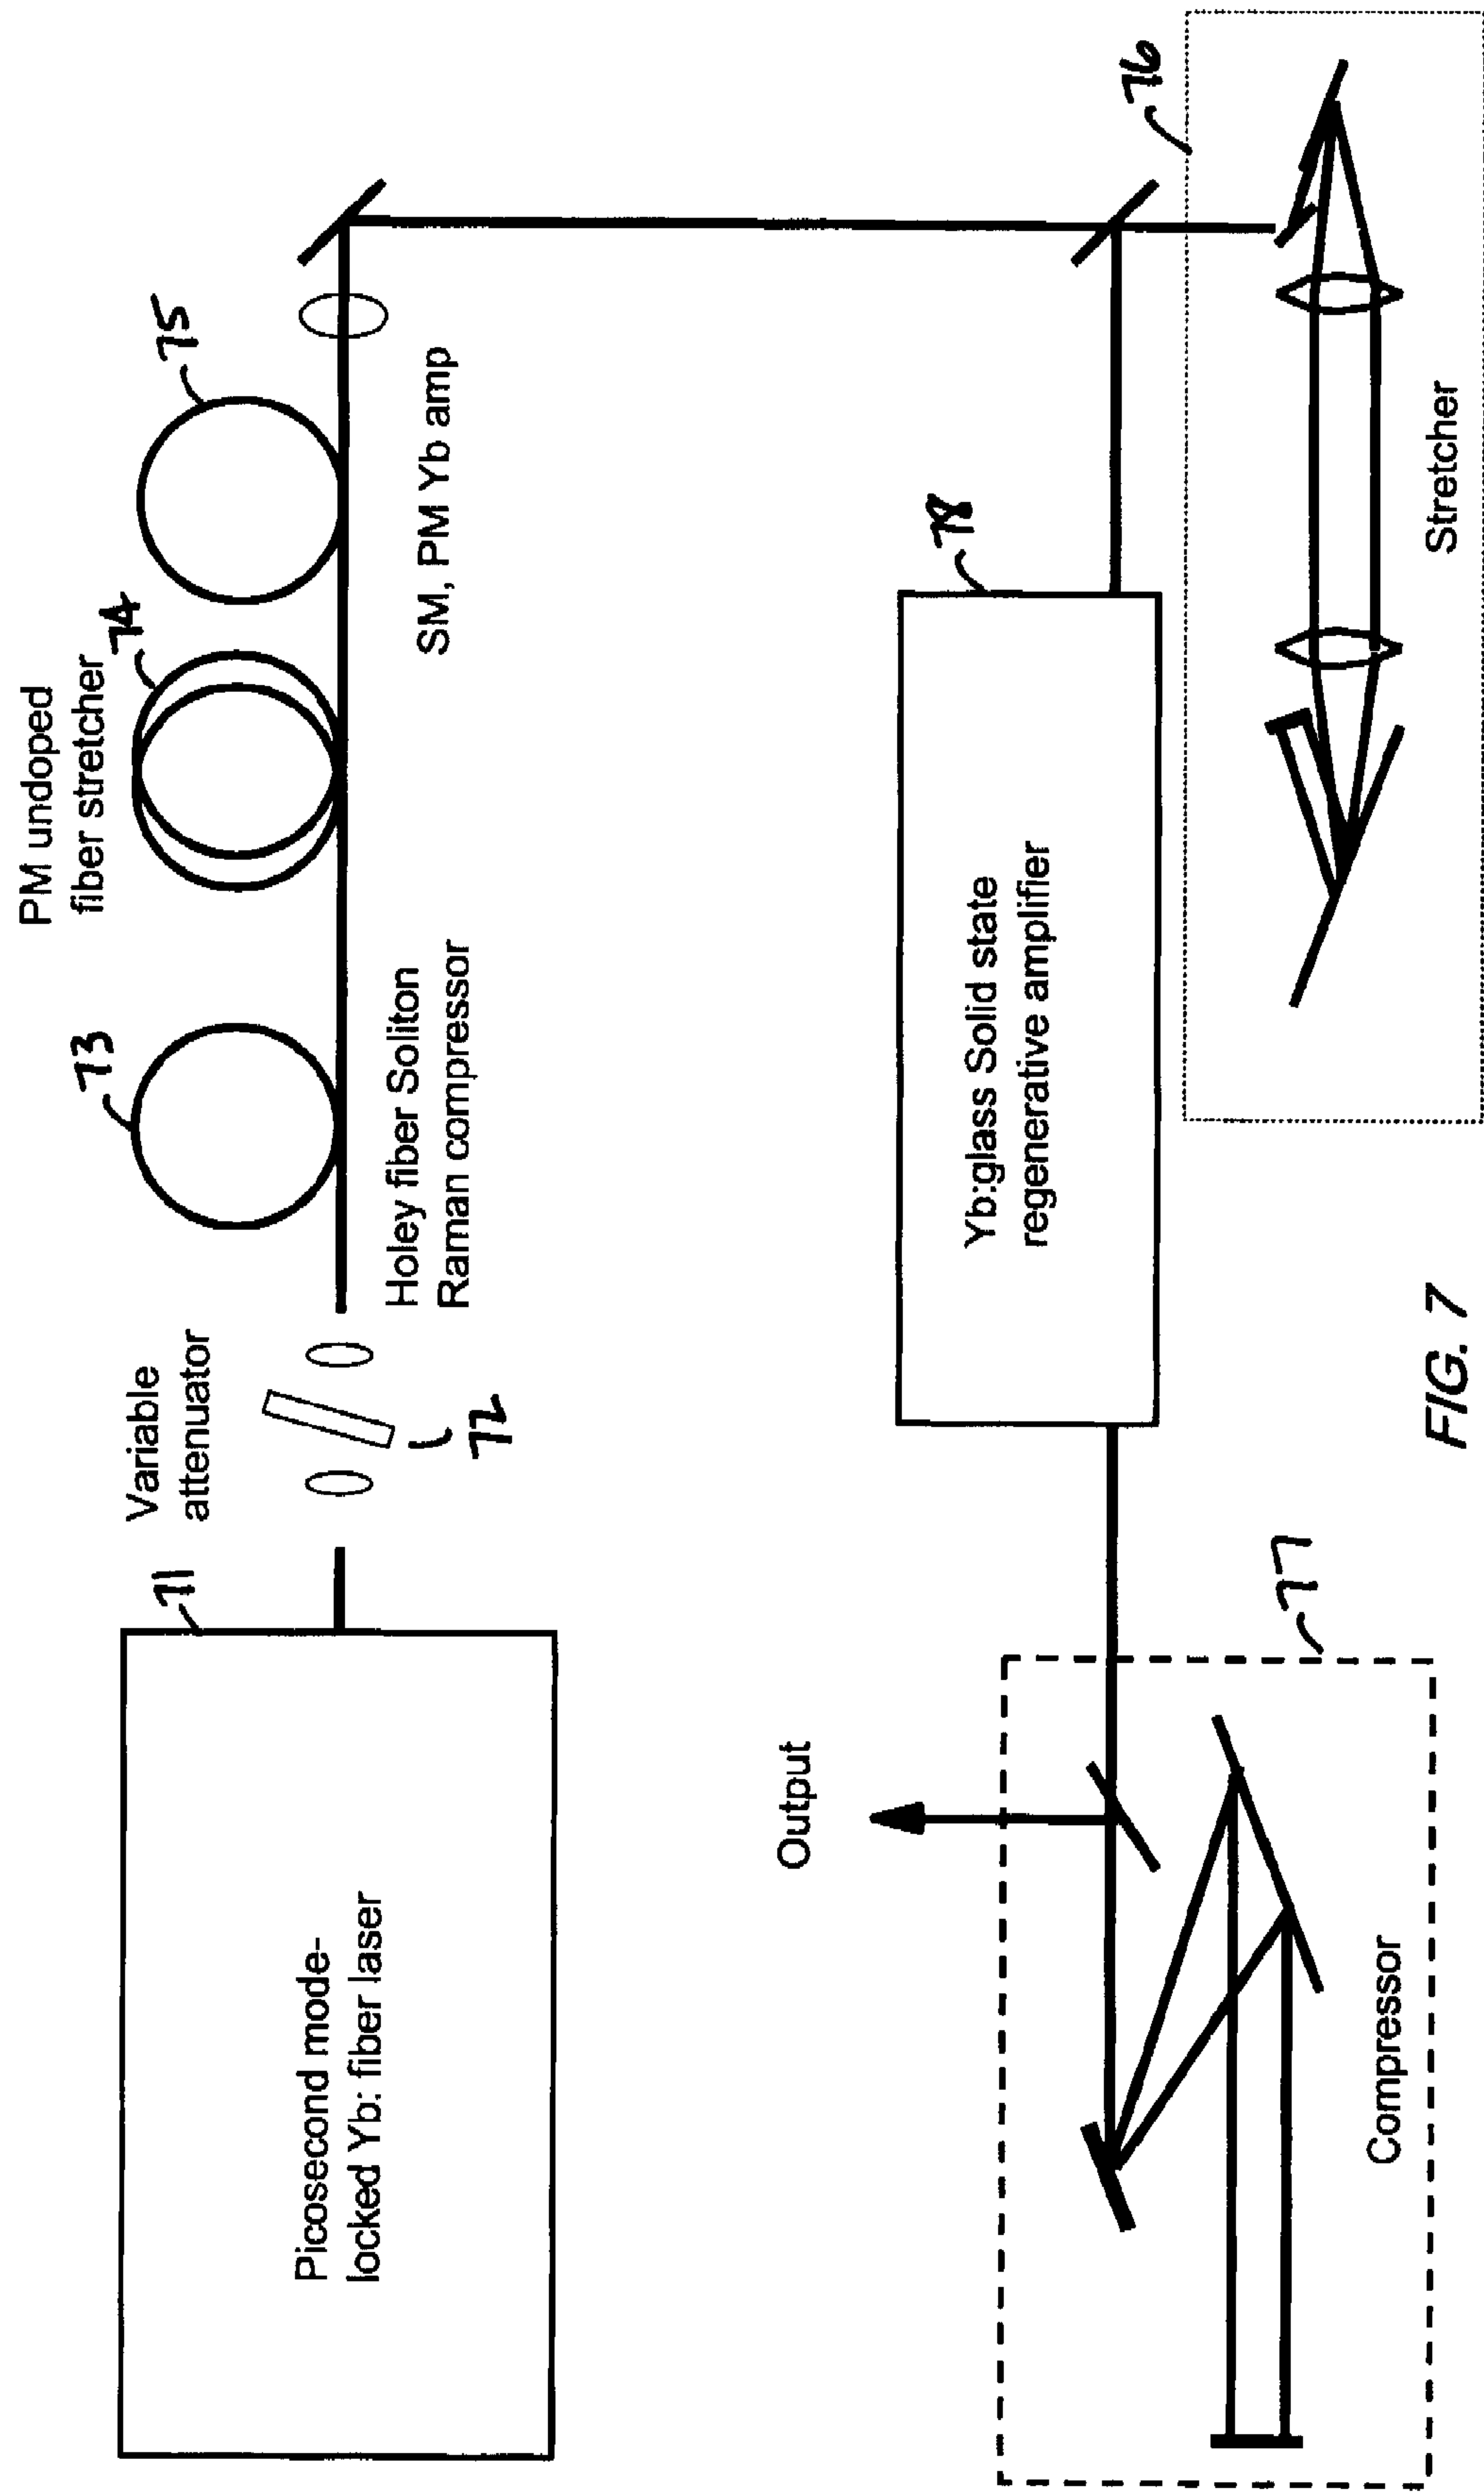 71
Picosecond mode-
locked Yb: fiber laser
Variable
attenuator
72
73
Holey fiber Soliton
Raman compressor
PM undoped
fiber stretcher
74
75
SM, PM Yb amp
76
Stretcher
78
Yb:glass Solid state
regenerative amplifier
77
Output
Compressor
FIG. 7